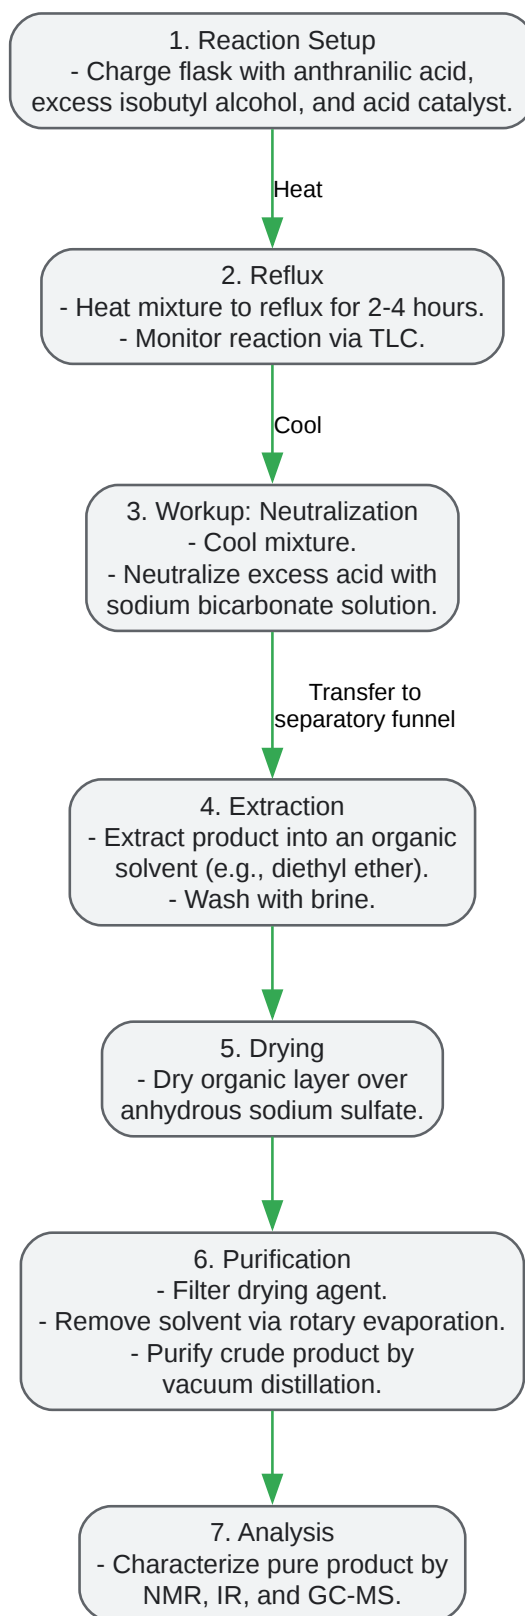 1. Reaction Setup
- Charge flask with anthranilic acid,
excess isobutyl alcohol, and acid catalyst.
Heat
2. Reflux
- Heat mixture to reflux for 2-4 hours.
- Monitor reaction via TLC.
Cool
3. Workup: Neutralization
- Cool mixture.
- Neutralize excess acid with
sodium bicarbonate solution.
Transfer to
separatory funnel
4. Extraction
- Extract product into an organic
solvent (e.g., diethyl ether).
- Wash with brine.
5. Drying
- Dry organic layer over
anhydrous sodium sulfate.
6. Purification
- Filter drying agent.
- Remove solvent via rotary evaporation.
- Purify crude product by
vacuum distillation.
7. Analysis
- Characterize pure product by
NMR, IR, and GC-MS.